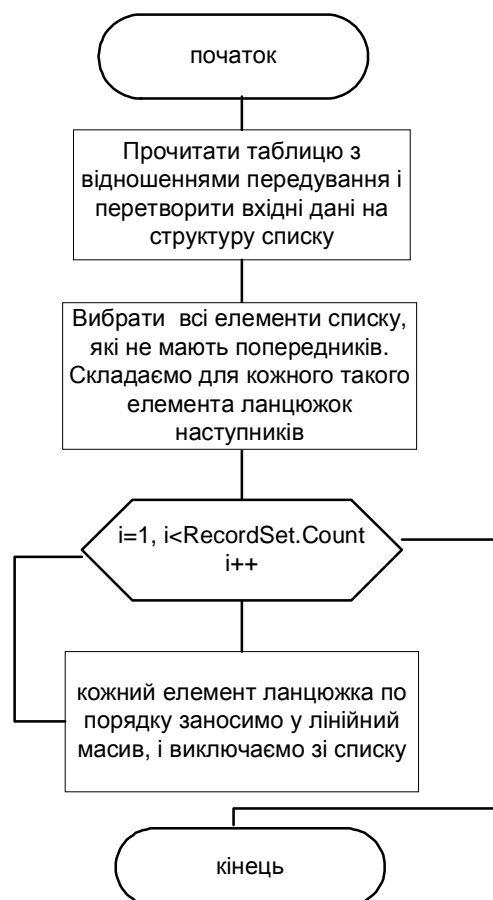 початок
Прочитати таблицю з
відношеннями передування і
перетворити вхідні дані на
структуру списку
Вибрати  всі елементи списку,
які не мають попередників.
Складаємо для кожного такого
елемента ланцюжок
наступників
i=1, i<RecordSet.Count
i++
кожний елемент ланцюжка по
порядку заносимо у лінійний
масив, і виключаємо зі списку
кінець